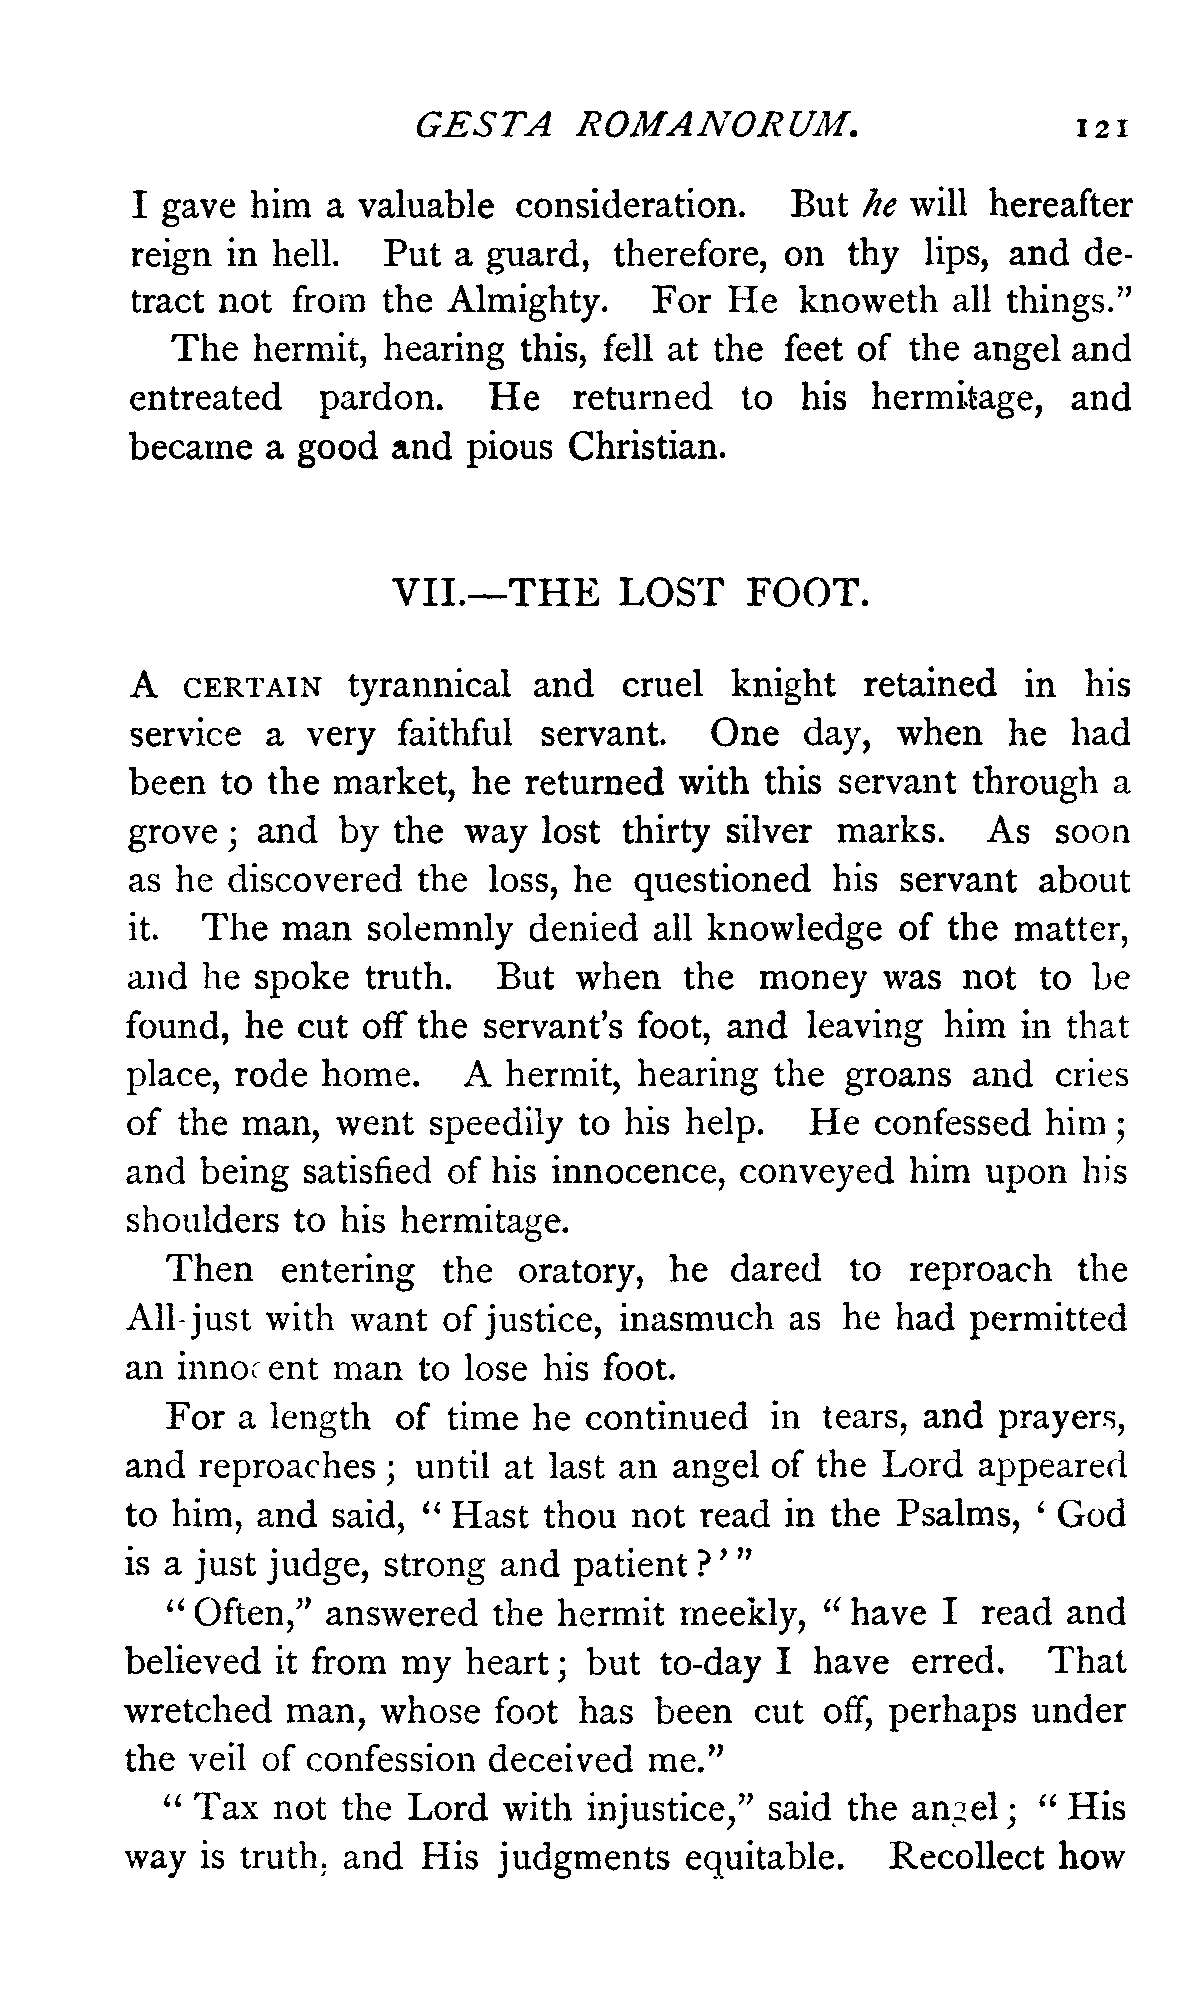 GESTA ROMANORUM. 121
I gave him a valuable consideration. But he will hereafter
reign in hell. Put a guard, therefore, on thy lips, and de-
tract not from the Almighty. For He knoweth all things.”
The hermit, hearing this, fell at the feet of the angel and
entreated pardon. He returned to his hermitage, and
became a good and pious Christian.
VII.—THE LOST FOOT.
A CERTAIN tyrannical and cruel knight retained in his
service a very faithful servant. One day, when he had
been to the market, he returned with this servant through a
grove ; and by the way lost thirty silver marks. As soon
as he discovered the loss, he questioned his servant about
it. The man solemnly denied all knowledge of the matter,
and he spoke truth. But when the money was not to be
found, he cut off the servant’s foot, and leaving him in that
place, rode home. A hermit, hearing the groans and cries
of the man, went speedily to his help. He confessed him ;
and being satisfied of his innocence, conveyed him upon his
shoulders to his hermitage.
Then entering the oratory, he dared to reproach the
All-just with want of justice, inasmuch as he had permitted
an innocent man to lose his foot.
For a length of time he continued in tears, and prayers,
and reproaches ; until at last an angel of the Lord appeared
to him, and said, “ Hast thou not read in the Psalms, ‘ God
is a just judge, strong and patient ? ’ ”
“ Often,” answered the hermit meekly, “ have I read and
believed it from my heart ; but to-day I have erred. That
wretched man, whose foot has been cut off, perhaps under
the veil of confession deceived me.”
“ Tax not the Lord with injustice,” said the angel ; “ His
way is truth, and His judgments equitable. Recollect how